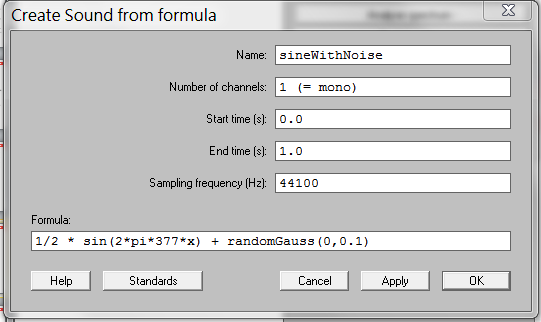 Create Sound from formula
Name: sineWithNoise
Number of channels: 1 (= mono)
Start time (s): 0.0
End time (s): 1.0
Sampling frequency (Hz): 44100
Formula:
1/2 * sin(2*pi*377*x) + randomGauss(0,0.1)
Help Standards Cancel Apply OK